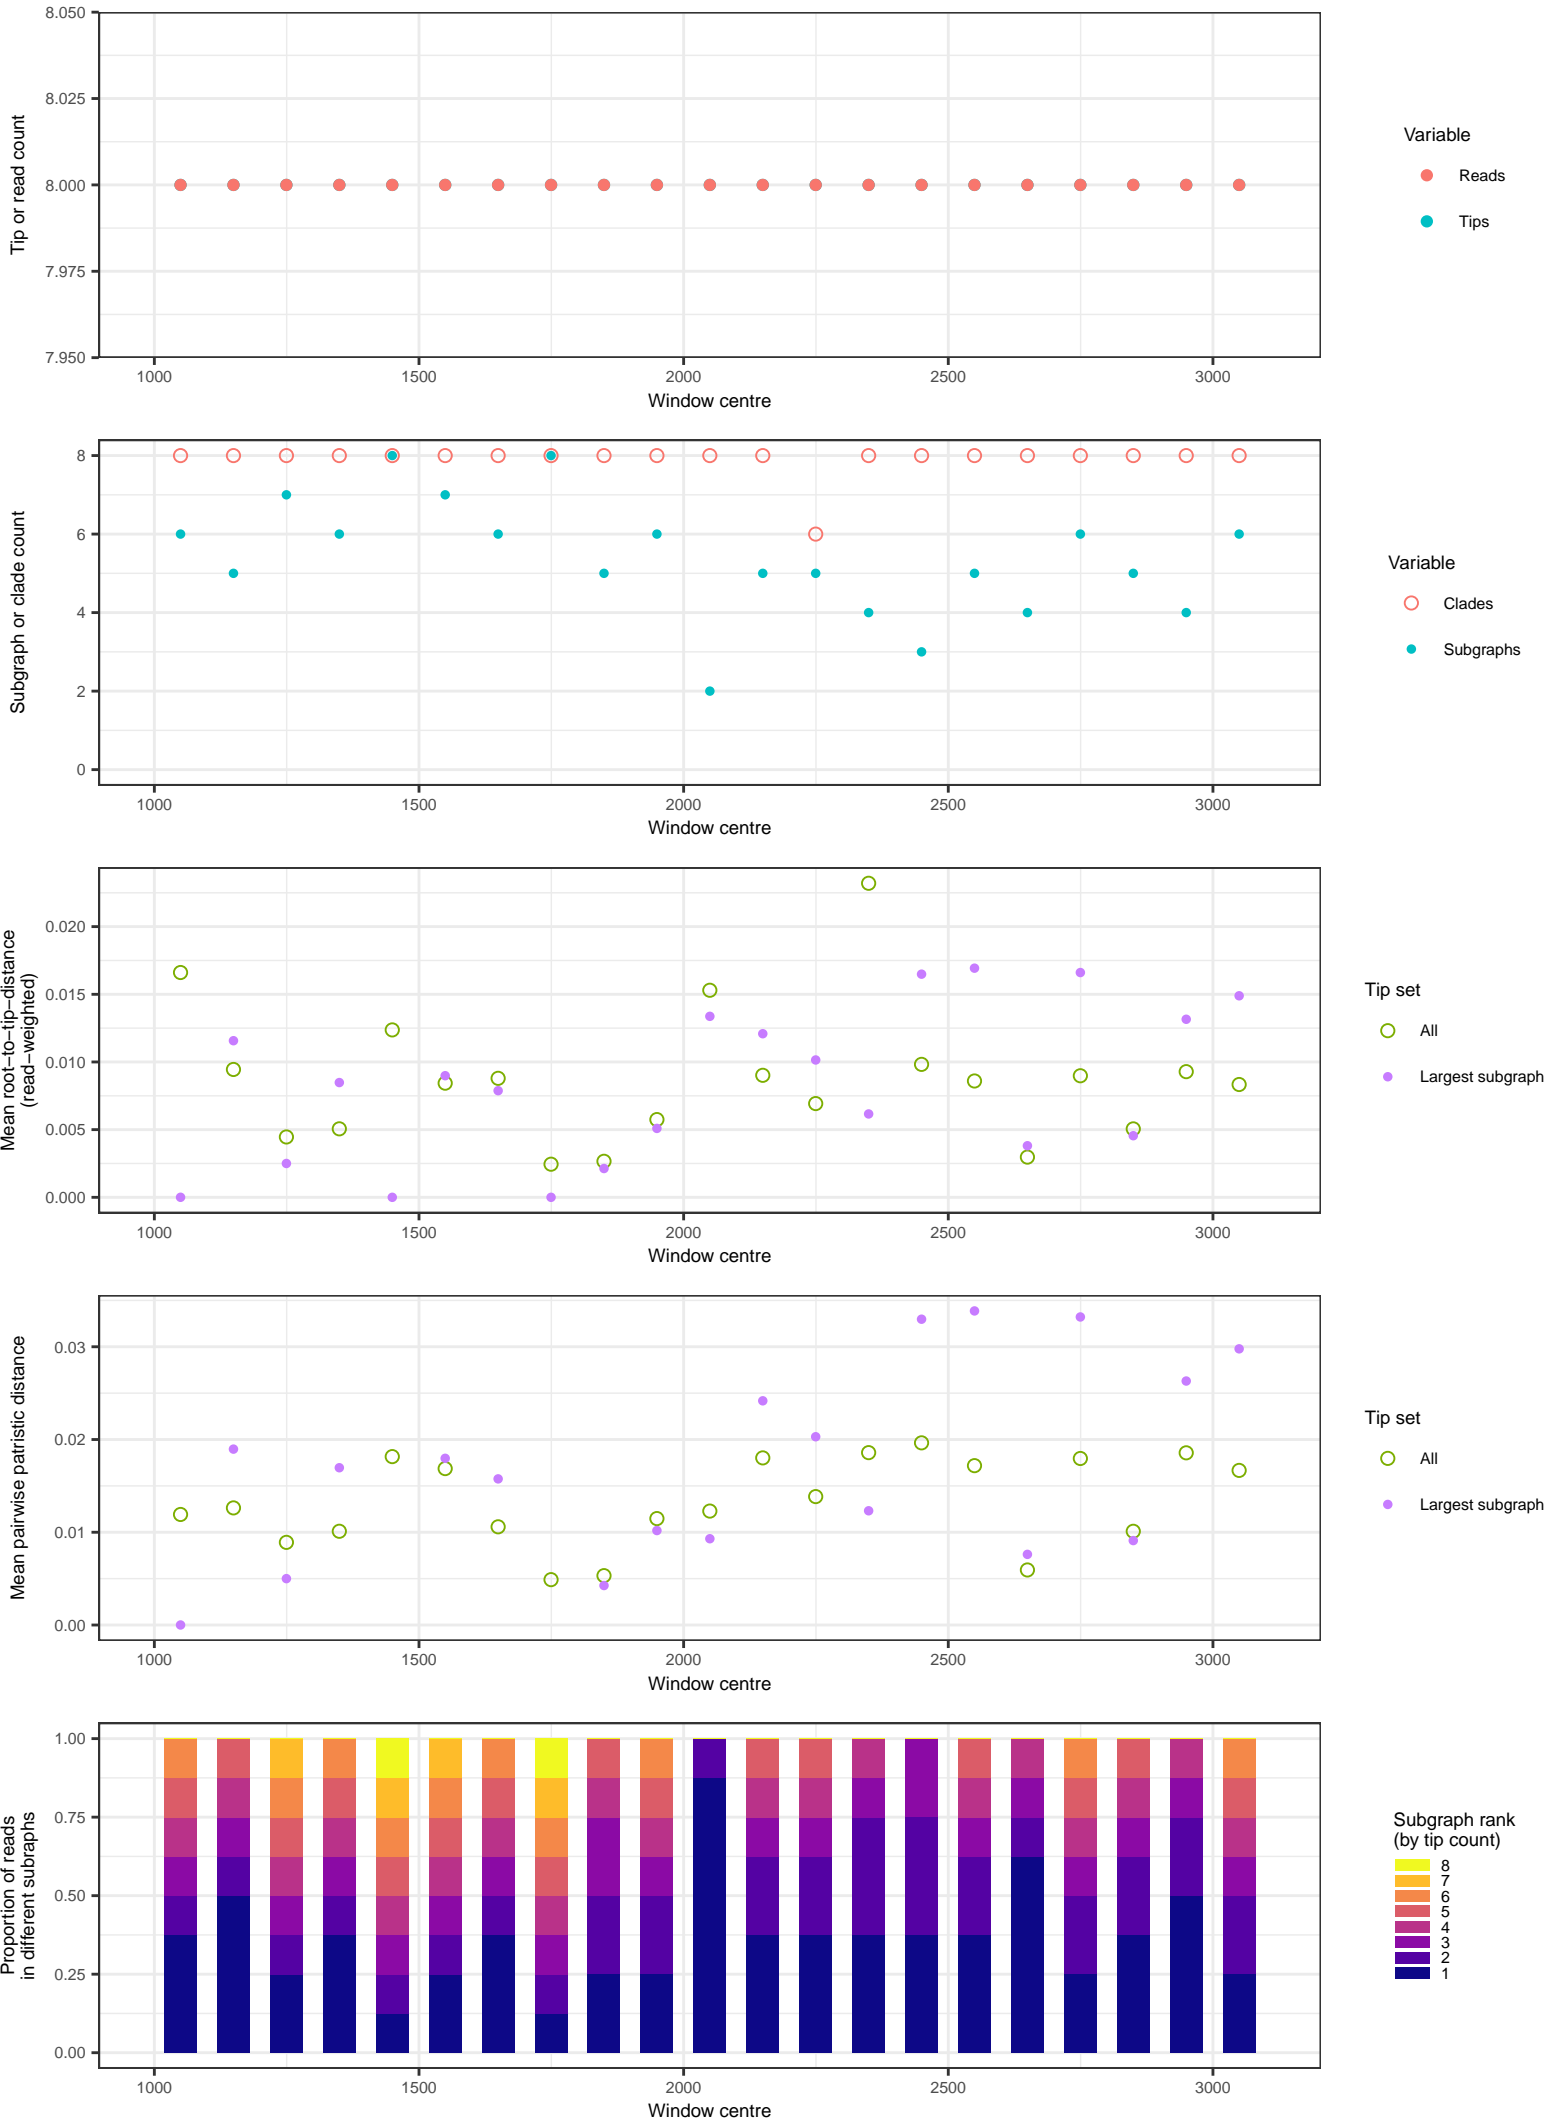 8.050
8.025
8.000
7.975
7.950
Tip or read count
1000 1500 2000 2500 3000
Window centre
Variable
Reads
Tips
8
6
4
2
0
Subgraph or clade count
1000 1500 2000 2500 3000
Window centre
Variable
Clades
Subgraphs
0.020
0.015
0.010
0.005
0.000
Mean root−to−tip−distance
(read−weighted)
1000 1500 2000 2500 3000
Window centre
Tip set
All
Largest subgraph
0.03
0.02
0.01
0.00
Mean pairwise patristic distance
1000 1500 2000 2500 3000
Window centre
Tip set
All
Largest subgraph
1.00
0.75
0.50
0.25
0.00
Proportion of reads
in different subraphs
1000 1500 2000 2500 3000
Window centre
Subgraph rank
(by tip count)
8
7
6
5
4
3
2
1